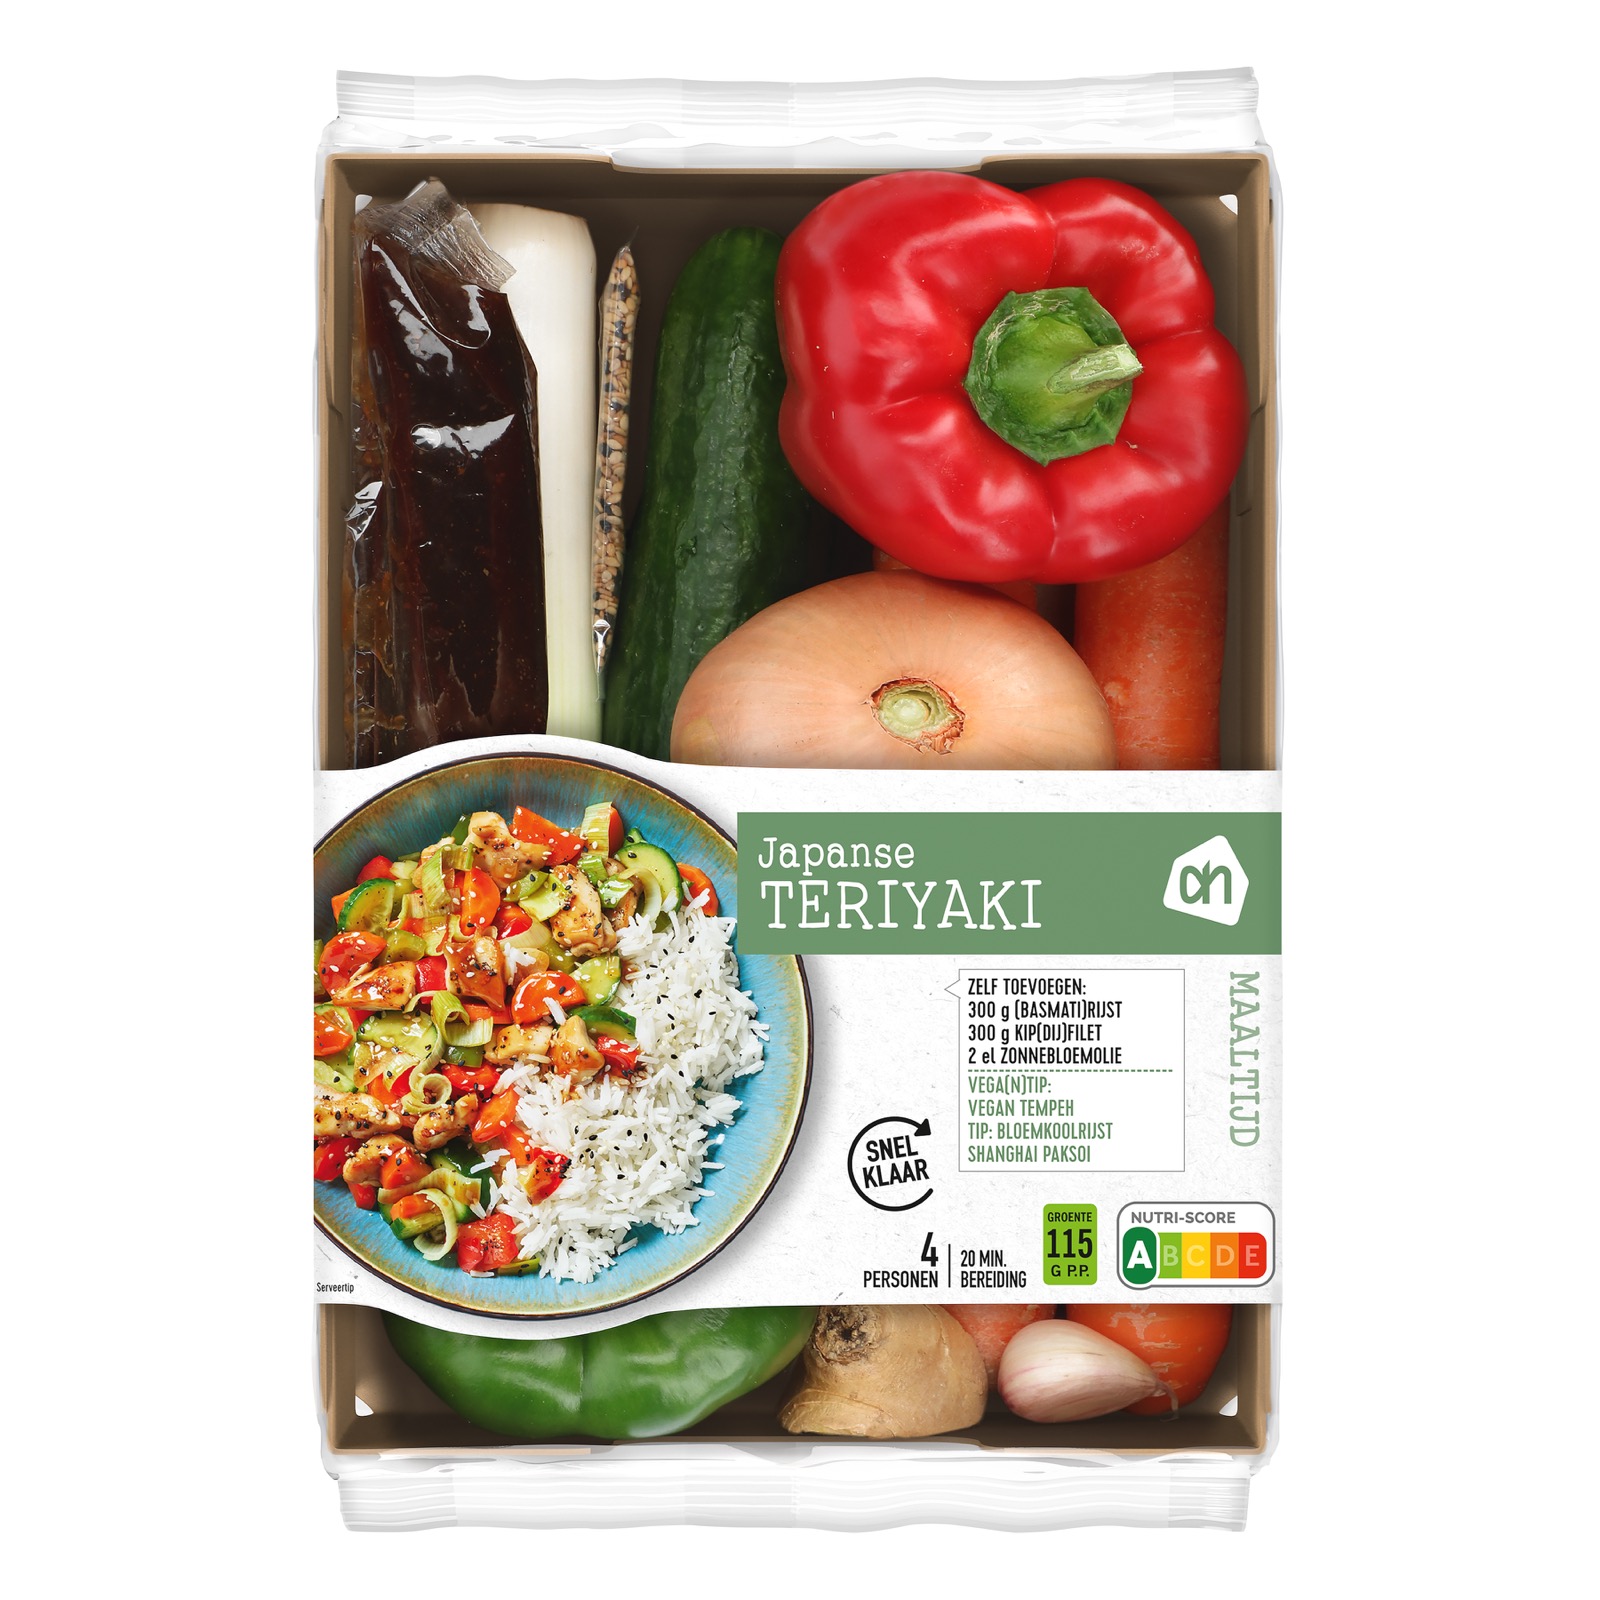 Japanse
TERIYAKI
ah
MAALTIJD
ZELF TOEVOEGEN:
300 g (BASMATI)RIJST
300 g KIP(DIJ)FILET
2 el ZONNEBLOEMOLIE
VEGA(N)TIP:
VEGAN TEMPEH
TIP: BLOEMKOOLRIJST
SHANGHAI PAKSOI
SNEL
KLAAR
4
PERSONEN
20 MIN.
BEREIDING
GROENTE
115
G P.P.
NUTRI-SCORE
A B C D E
Serveertip